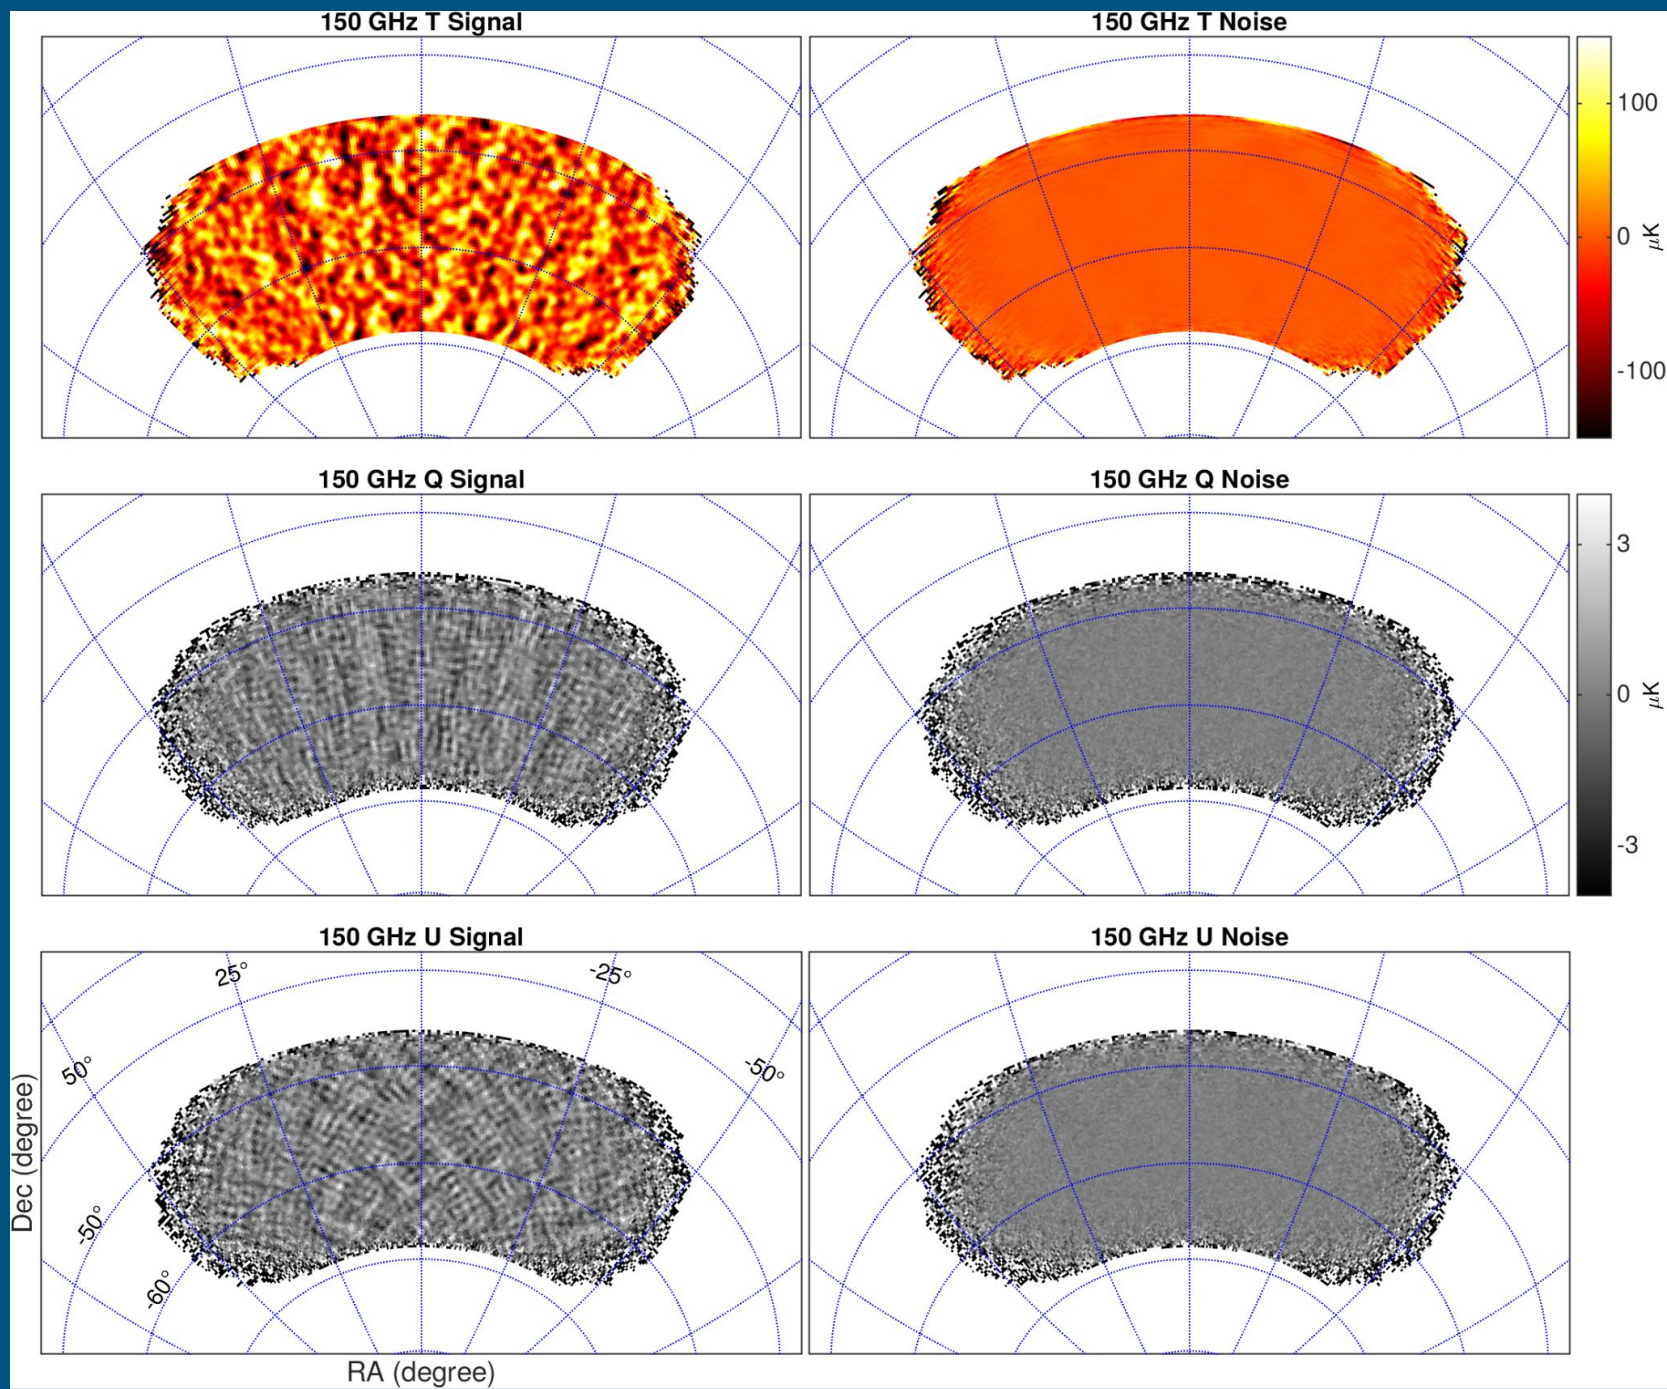 150 GHz T Signal
150 GHz T Noise
100
0
-100
μK
150 GHz Q Signal
150 GHz Q Noise
3
0
-3
μK
150 GHz U Signal
150 GHz U Noise
25°
-25°
50°
-50°
-50°
-60°
Dec (degree)
RA (degree)